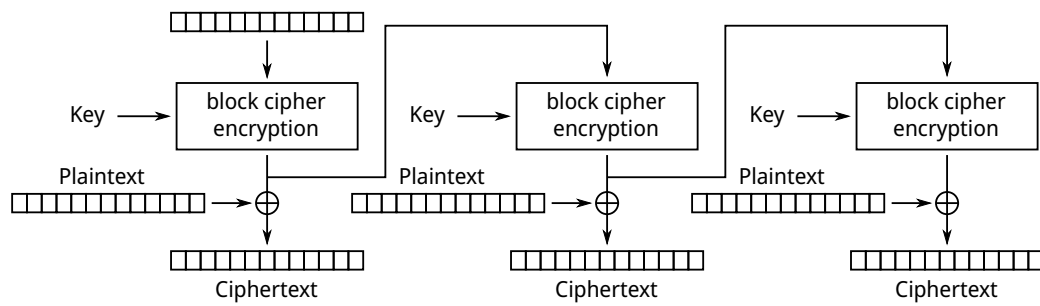 block cipher
encryption
Key
Plaintext
Ciphertext
block cipher
encryption
Key
Plaintext
Ciphertext
block cipher
encryption
Key
Plaintext
Ciphertext